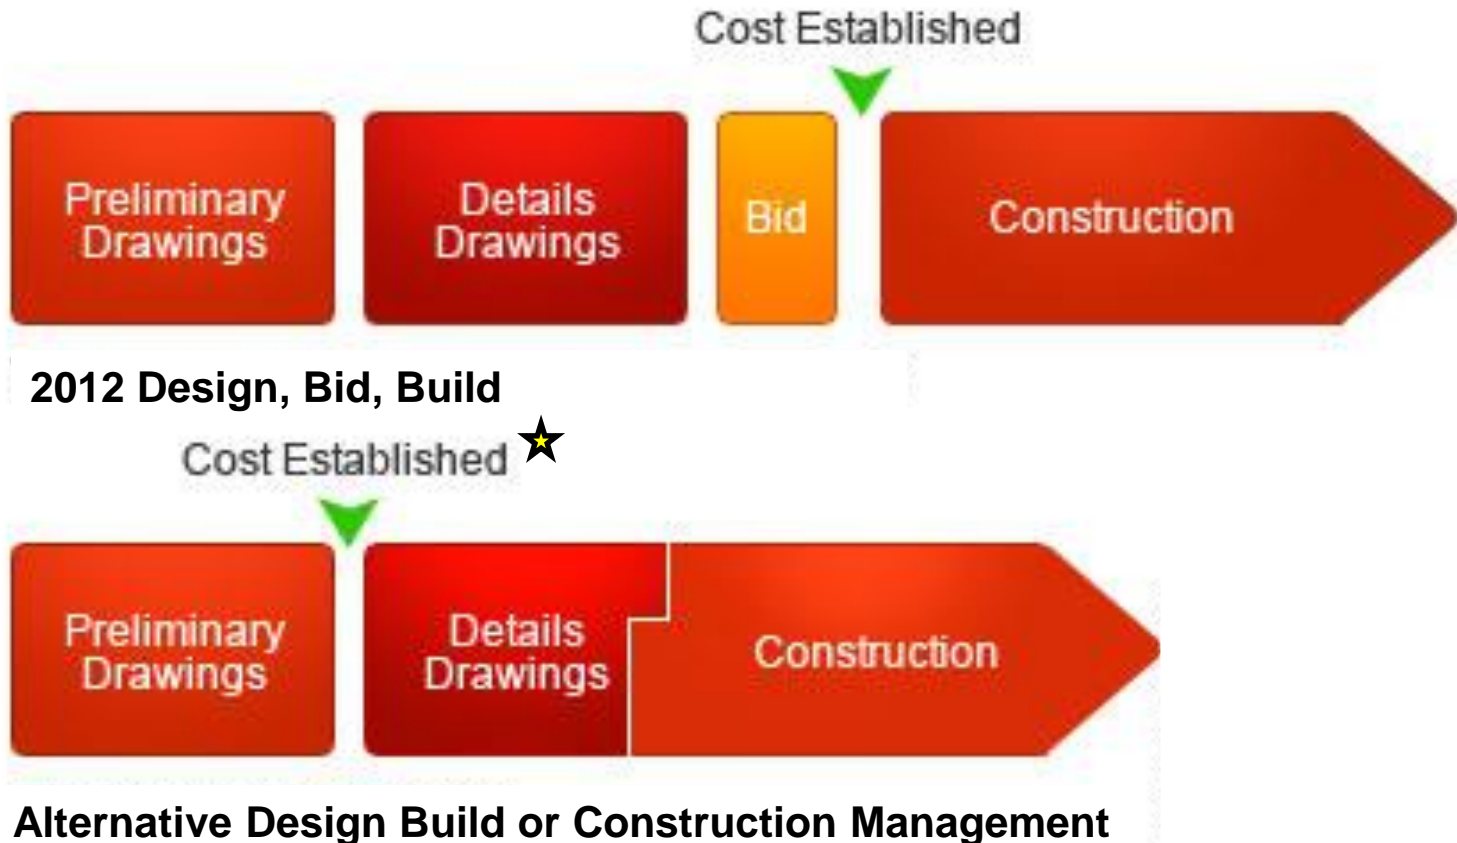 Cost Established
Preliminary
Drawings
Details
Drawings
Bid
Construction
2012 Design, Bid, Build
Cost Established
Preliminary
Drawings
Details
Drawings
Construction
Alternative Design Build or Construction Management